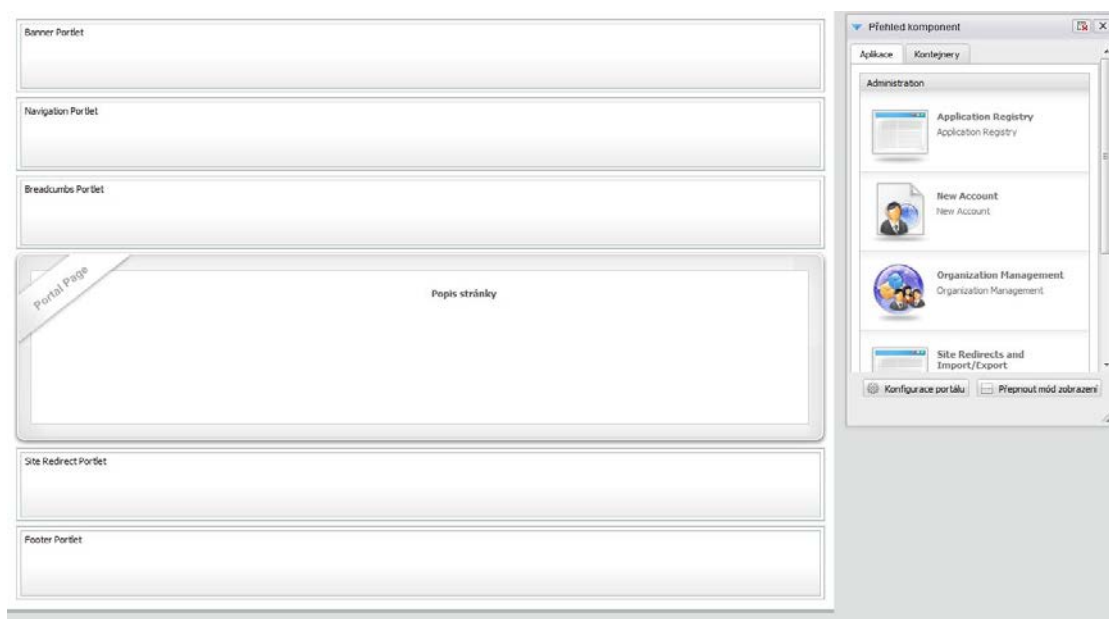 Banner Portlet
Navigation Portlet
Breadcumbs Portlet
Portal Page
Popis stránky
Site Redirect Portlet
Footer Portlet
Přehled komponent
Aplikace Kontejnery
Administration
Application Registry
Application Registry
New Account
New Account
Organization Management
Organization Management
Site Redirects and
Import/Export
Konfigurace portálu Přepnout mód zobrazení